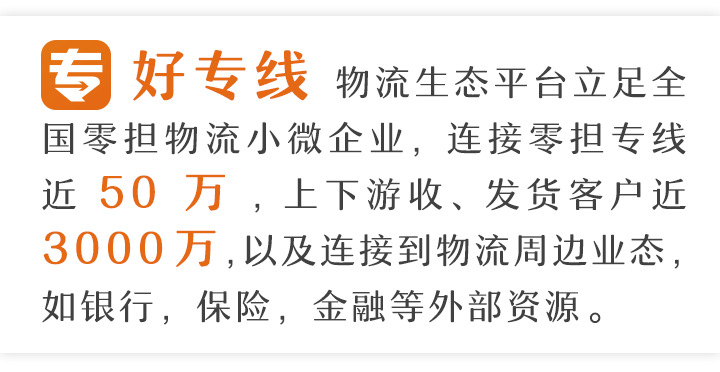 专 好专线 物流生态平台立足全
国零担物流小微企业，连接零担专线
近 50 万 ，上下游收、发货客户近
3000万,以及连接到物流周边业态，
如银行，保险，金融等外部资源。